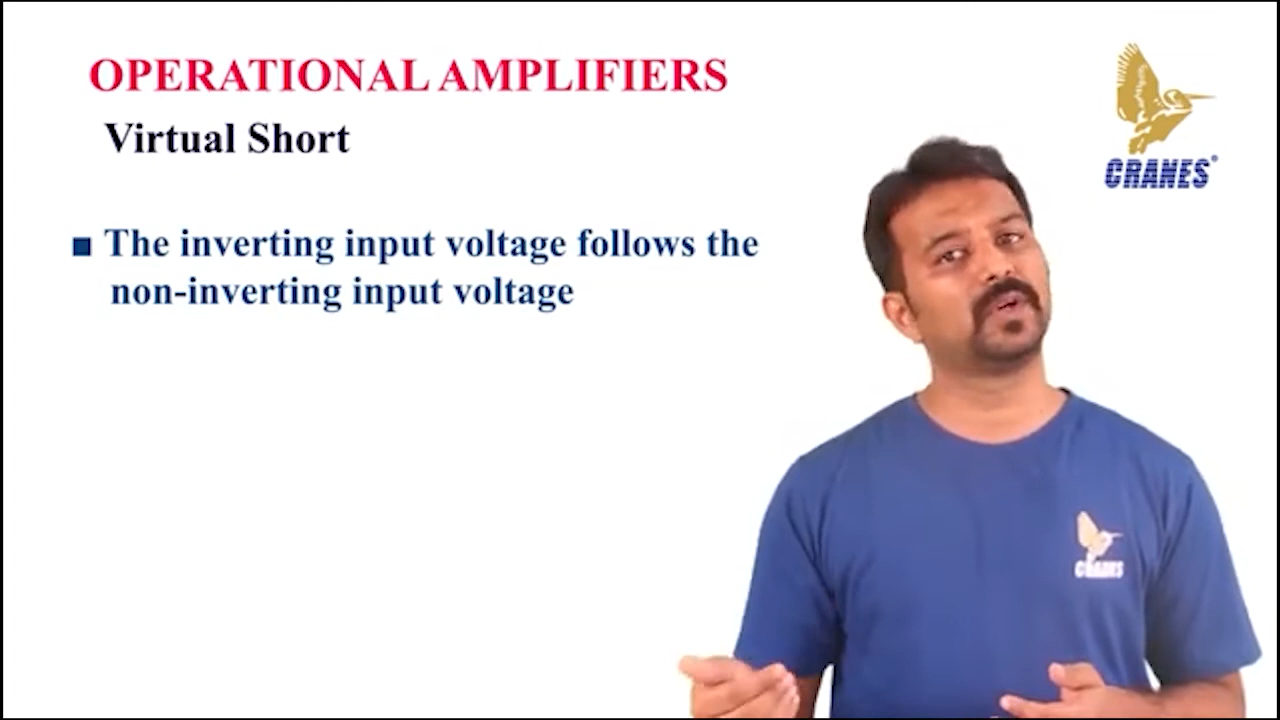 OPERATIONAL AMPLIFIERS
Virtual Short
CRANES®
■ The inverting input voltage follows the
non-inverting input voltage
CRANES